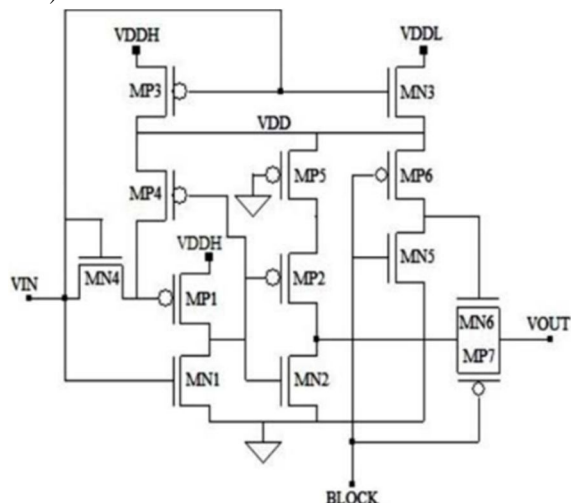 VDDH
VDDL
MP3
MN3
VDD
MP4
MP5
MP6
VDDH
MN4
MN5
VIN
MP1
MP2
MN6
VOUT
MP7
MN1
MN2
BLOCK